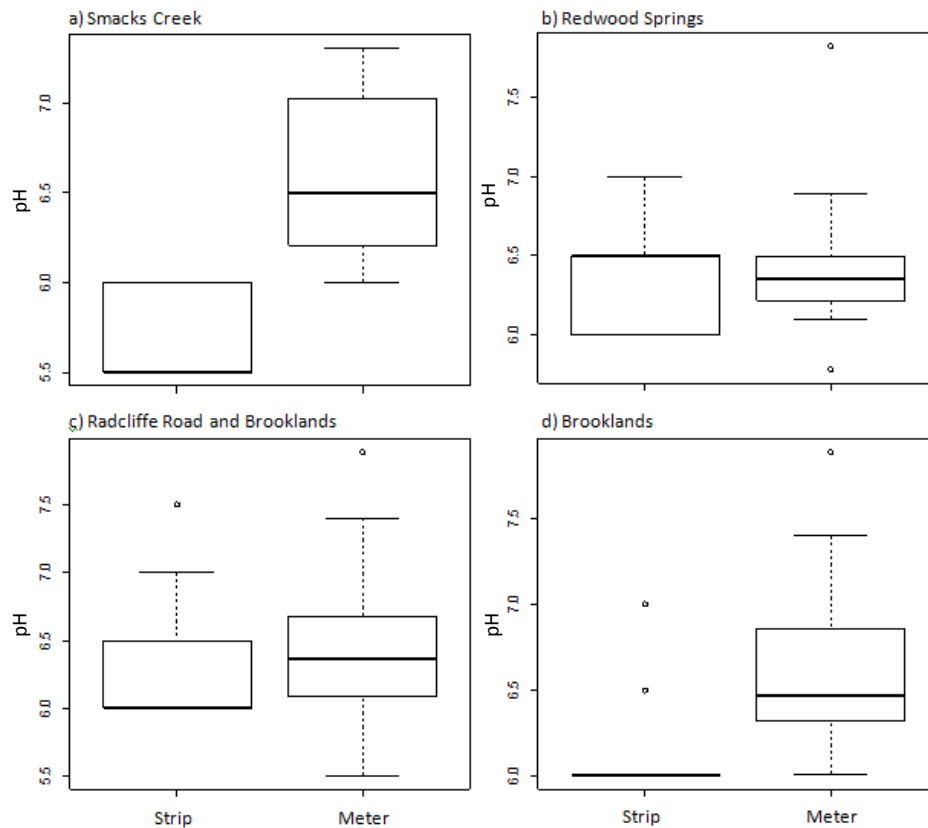 a) Smacks Creek
b) Redwood Springs
pH
7.0
6.5
6.0
5.5
pH
7.5
7.0
6.5
6.0
c) Radcliffe Road and Brooklands
d) Brooklands
pH
7.5
7.0
6.5
6.0
5.5
pH
7.5
7.0
6.5
6.0
Strip
Meter
Strip
Meter